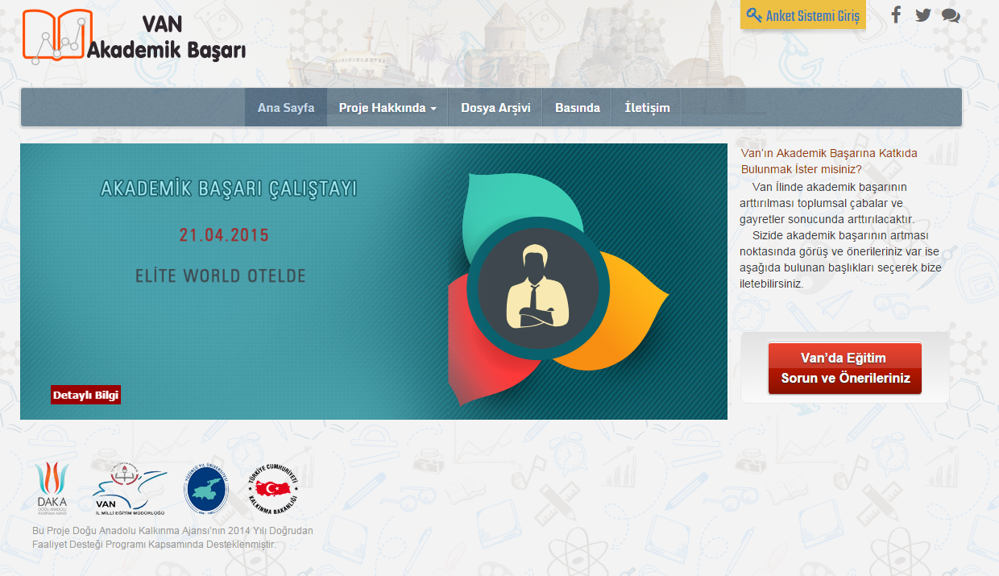 VAN
Akademik Başarı
Anket Sistemi Giriş
Ana Sayfa
Proje Hakkında
Dosya Arşivi
Basında
İletişim
AKADEMİK BAŞARI ÇALIŞTAYI
21.04.2015
ELİTE WORLD OTELDE
Detaylı Bilgi
Van'ın Akademik Başarına Katkıda
Bulunmak İster misiniz?
Van İlinde akademik başarının
arttırılması toplumsal çabalar ve
gayretler sonucunda arttırılacaktır.
Sizide akademik başarının artması
noktasında görüş ve önerileriniz var ise
aşağıda bulunan başlıkları seçerek bize
iletebilirsiniz.
Van'da Eğitim
Sorun ve Önerileriniz
DAKA
DOĞU ANADOLU
KALKINMA AJANSI
VAN
İL MİLLİ EĞİTİM MÜDÜRLÜĞÜ
YÜZÜNCÜ YIL ÜNİVERSİTESİ
TÜRKİYE CUMHURİYETİ
KALKINMA BAKANLIĞI
Bu Proje Doğu Anadolu Kalkınma Ajansı'nın 2014 Yılı Doğrudan
Faaliyet Desteği Programı Kapsamında Desteklenmiştir.